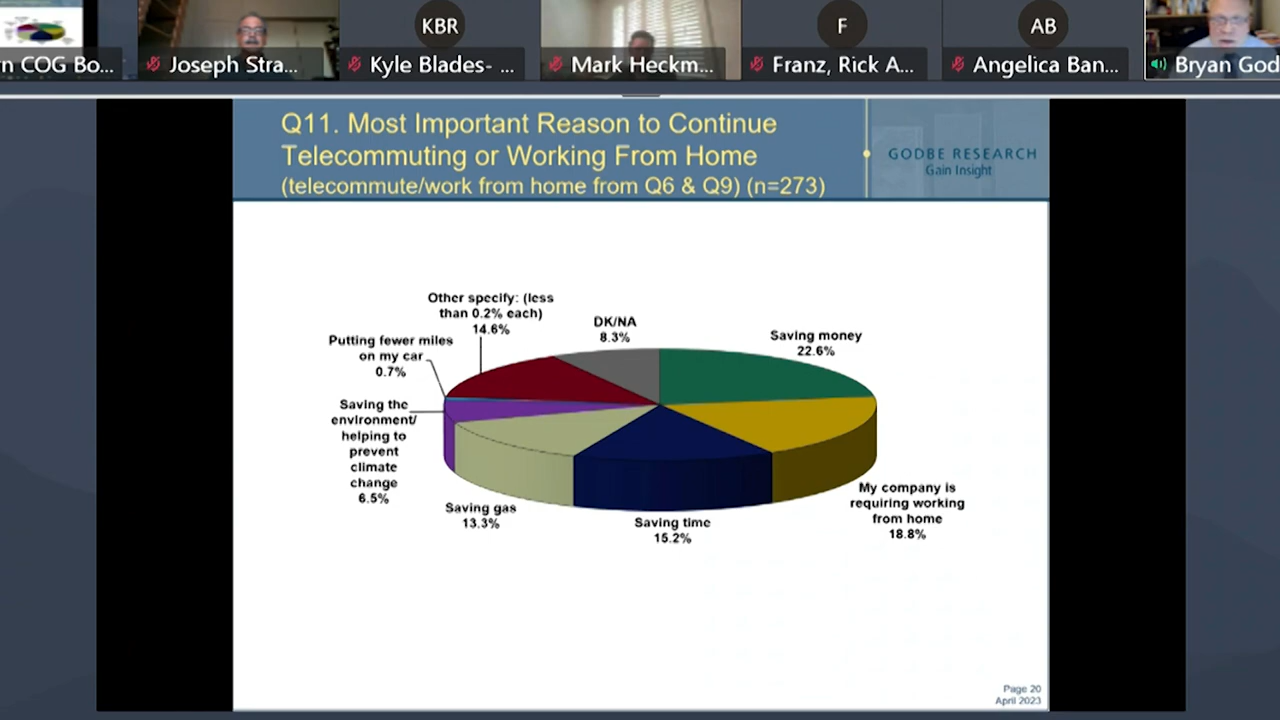 KBR
F
AB
n COG Bo...
Joseph Stra...
Kyle Blades- ...
Mark Heckm...
Franz, Rick A...
Angelica Ban...
Bryan God
Q11. Most Important Reason to Continue
Telecommuting or Working From Home
(telecommute/work from home from Q6 & Q9) (n=273)
GODBE RESEARCH
Gain Insight
Other specify: (less
than 0.2% each)
14.6%
DK/NA
8.3%
Saving money
22.6%
Putting fewer miles
on my car
0.7%
Saving the
environment/
helping to
prevent
climate
change
6.5%
Saving gas
13.3%
Saving time
15.2%
My company is
requiring working
from home
18.8%
Page 20
April 2023